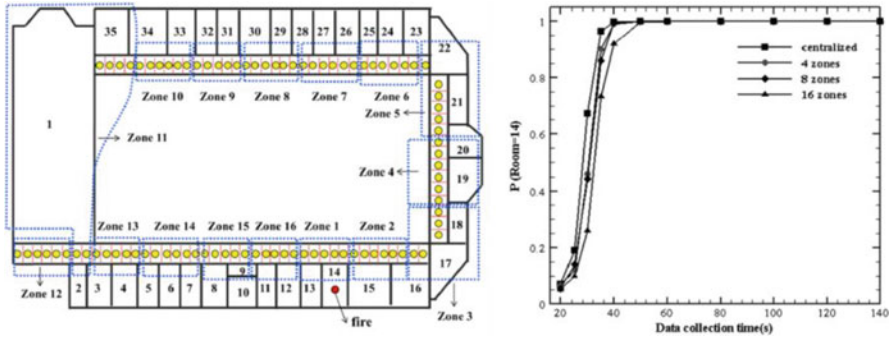 35 34 33 32 31 30 29 28 27 26 25 24 23
22
Zone 10 Zone 9 Zone 8 Zone 7 Zone 6
Zone 5
21
1
Zone 11
20
Zone 4
19
18
Zone 13 Zone 14 Zone 15 Zone 16 Zone 1 Zone 2
17
Zone 12
2 3 4 5 6 7 8 9 10 11 12 13 14 15 16
Zone 3
fire
P (Room=14)
1
0.8
0.6
0.4
0.2
0
centralized
4 zones
8 zones
16 zones
20 40 60 80 100 120 140
Data collection time(s)